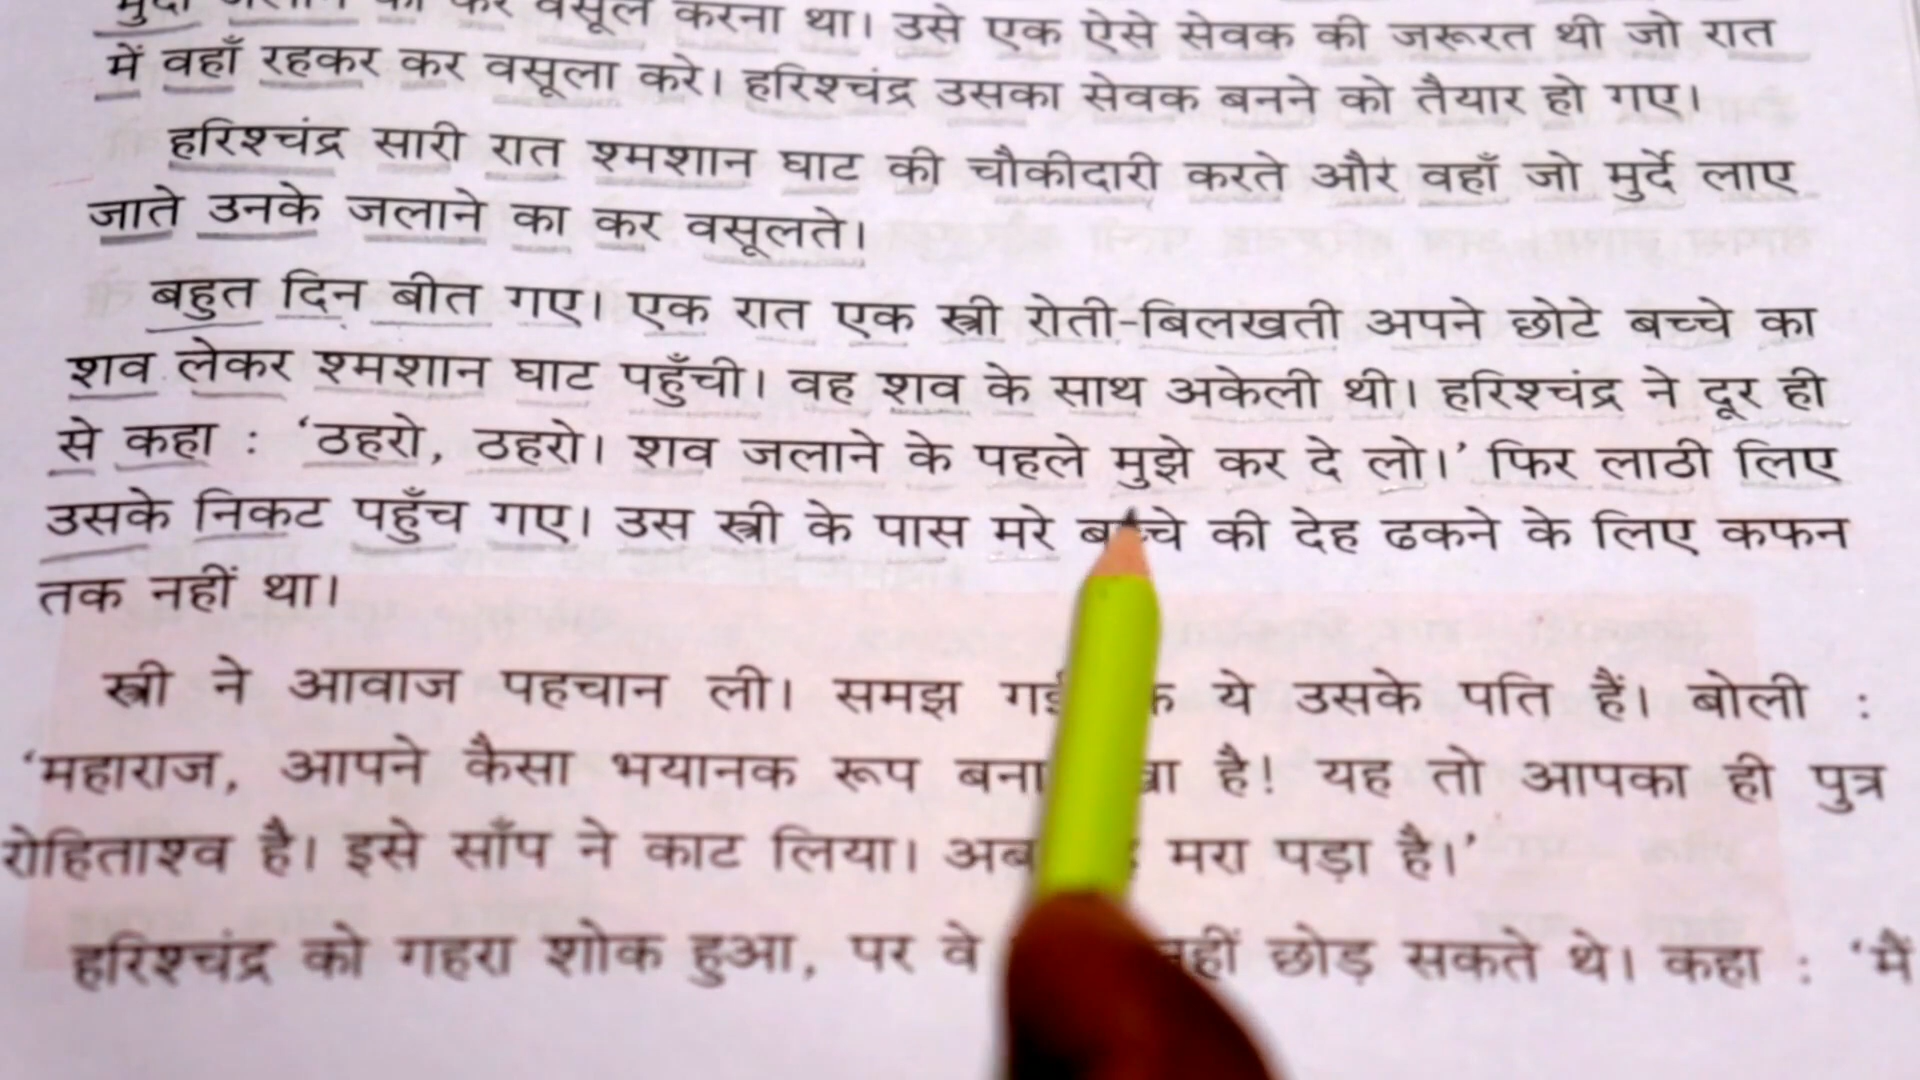 कर वसूल करना था। उसे एक ऐसे सेवक की जरूरत थी जो रात
में वहाँ रहकर कर वसूला करे। हरिश्चंद्र उसका सेवक बनने को तैयार हो गए।
हरिश्चंद्र सारी रात श्मशान घाट की चौकीदारी करते और वहाँ जो मुर्दे लाए
जाते उनके जलाने का कर वसूलते।
बहुत दिन बीत गए। एक रात एक स्त्री रोती-बिलखती अपने छोटे बच्चे का
शव लेकर श्मशान घाट पहुँची। वह शव के साथ अकेली थी। हरिश्चंद्र ने दूर ही
से कहा : ‘ठहरो, ठहरो। शव जलाने के पहले मुझे कर दे लो।’ फिर लाठी लिए
उसके निकट पहुँच गए। उस स्त्री के पास मरे बच्चे की देह ढकने के लिए कफन
तक नहीं था।
स्त्री ने आवाज पहचान ली। समझ गई ये उसके पति हैं। बोली :
‘महाराज, आपने कैसा भयानक रूप बना है! यह तो आपका ही पुत्र
रोहिताश्व है। इसे साँप ने काट लिया। अब मरा पड़ा है।’
हरिश्चंद्र को गहरा शोक हुआ, पर वे नहीं छोड़ सकते थे। कहा : ‘मैं